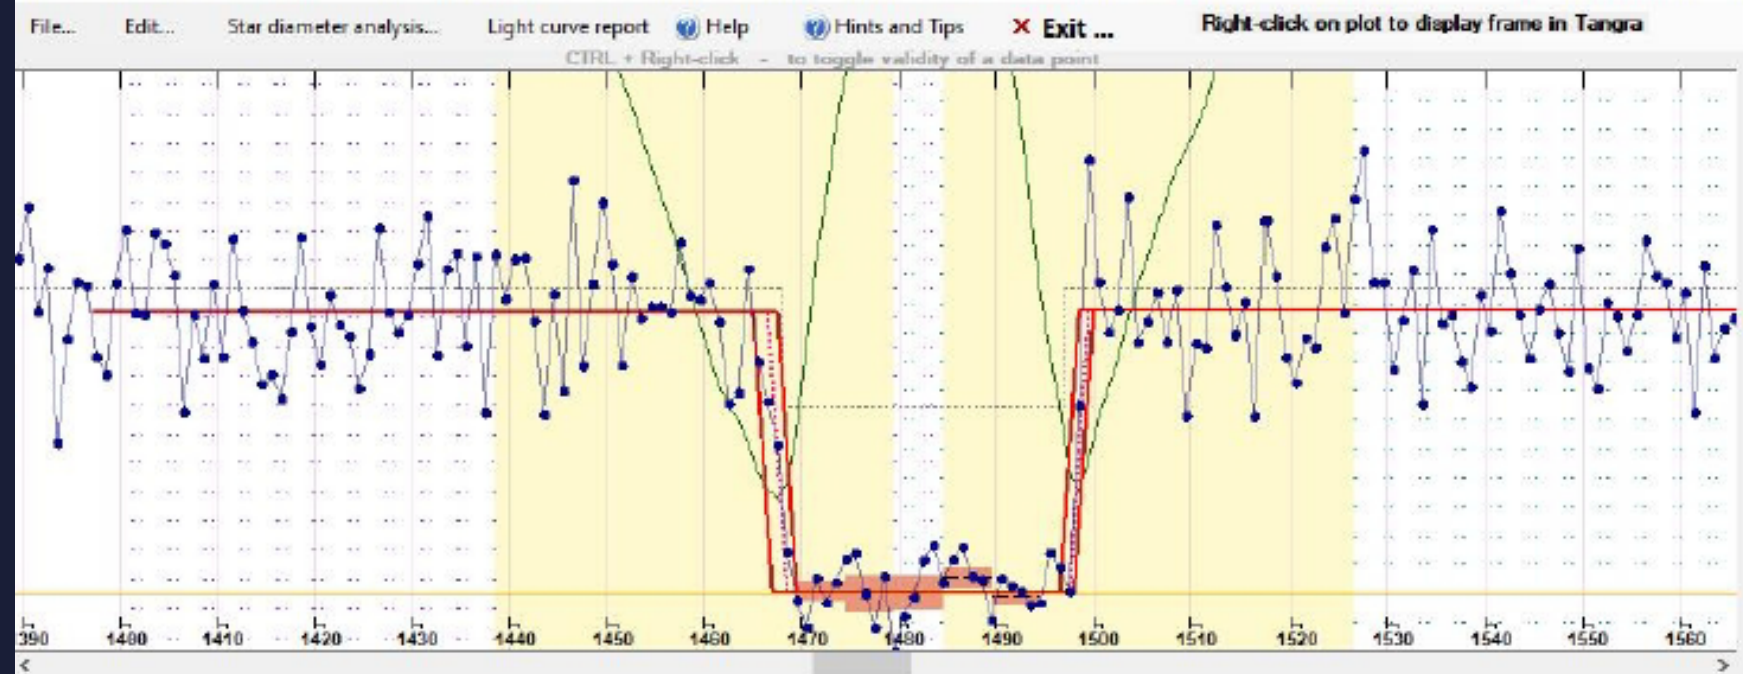 File... Edit... Star diameter analysis... Light curve report Help Hints and Tips Exit ... Right-click on plot to display frame in Tangra
CTRL + Right-click - to toggle validity of a data point
1390 1400 1410 1420 1430 1440 1450 1460 1470 1480 1490 1500 1510 1520 1530 1540 1550 1560